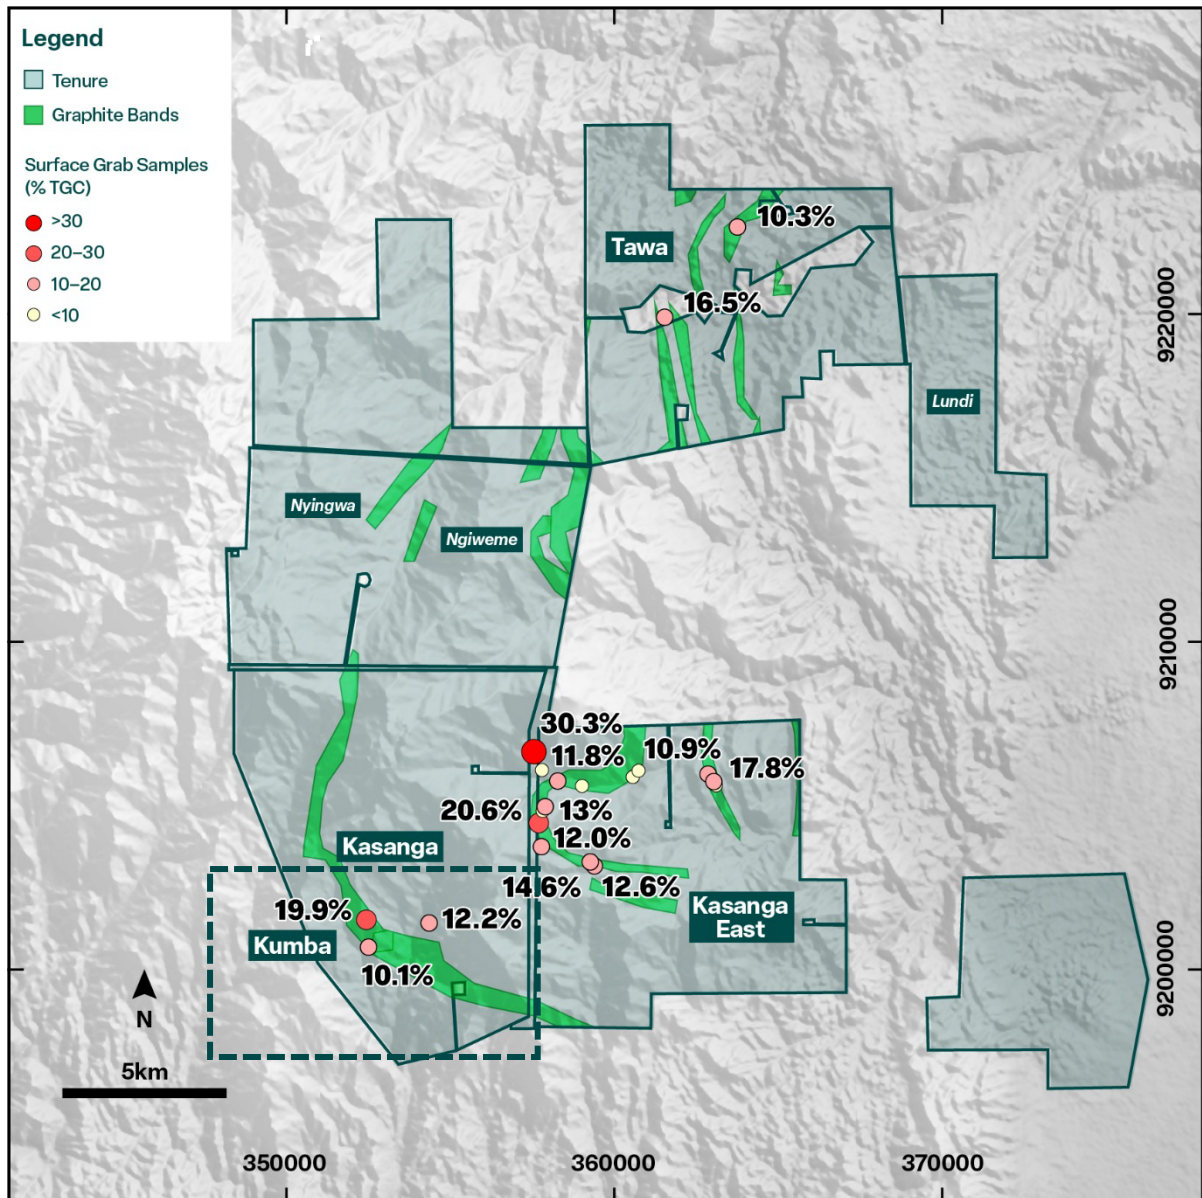 Legend
Tenure
Graphite Bands
Surface Grab Samples
(% TGC)
>30
20–30
10–20
<10
10.3%
Tawa
16.5%
9220000
Lundi
Nyingwa
Ngiweme
9210000
30.3%
11.8%
10.9%
17.8%
20.6%
13%
12.0%
Kasanga
14.6%
12.6%
19.9%
12.2%
Kasanga
East
Kumba
10.1%
9200000
N
5km
350000
360000
370000